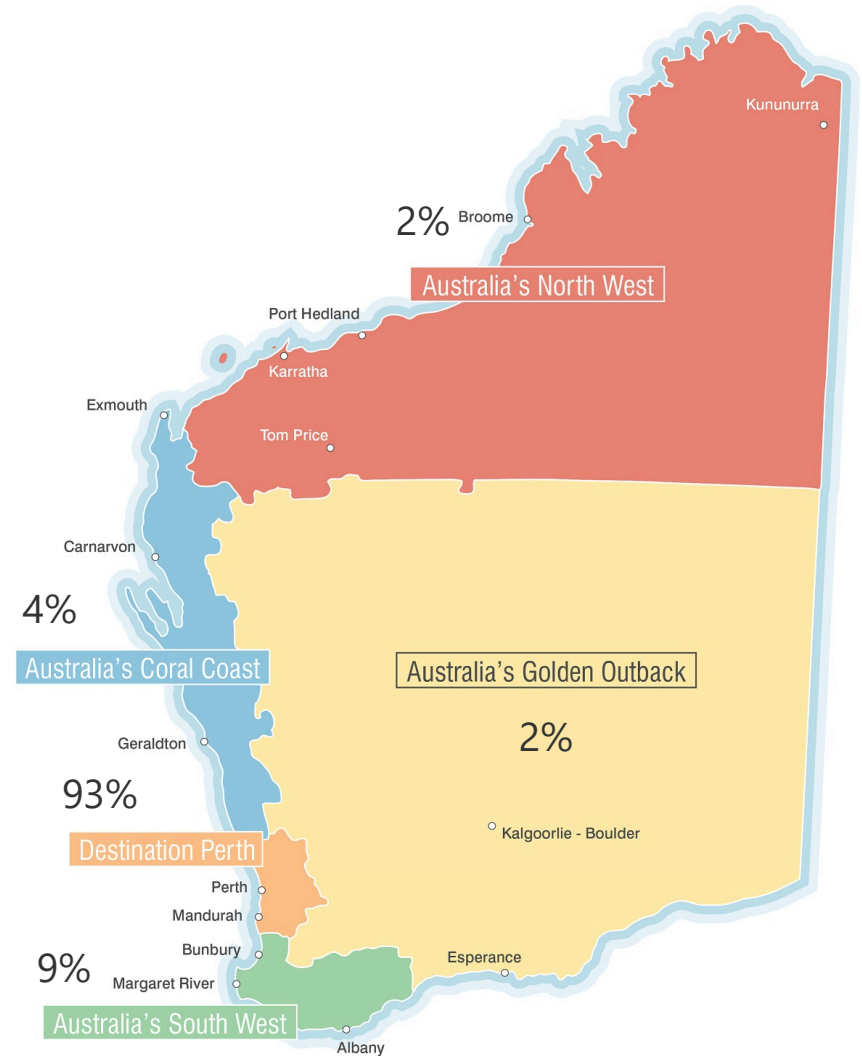 Kununurra
2% Broome
Australia's North West
Port Hedland
Karratha
Exmouth
Tom Price
Carnarvon
4%
Australia's Coral Coast
Australia's Golden Outback
2%
Geraldton
93%
Kalgoorlie - Boulder
Destination Perth
Perth
Mandurah
Bunbury
Esperance
9%
Margaret River
Australia's South West
Albany